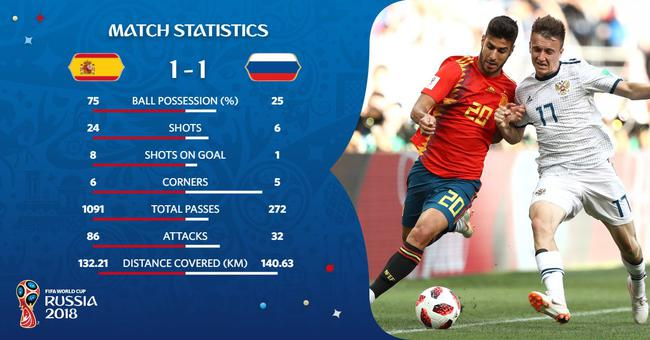 MATCH STATISTICS
1-1
75 BALL POSSESSION (%) 25
24 SHOTS 6
8 SHOTS ON GOAL 1
6 CORNERS 5
1091 TOTAL PASSES 272
86 ATTACKS 32
132.21 DISTANCE COVERED (KM) 140.63
FIFA WORLD CUP
RUSSIA
2018
20
20
17
17